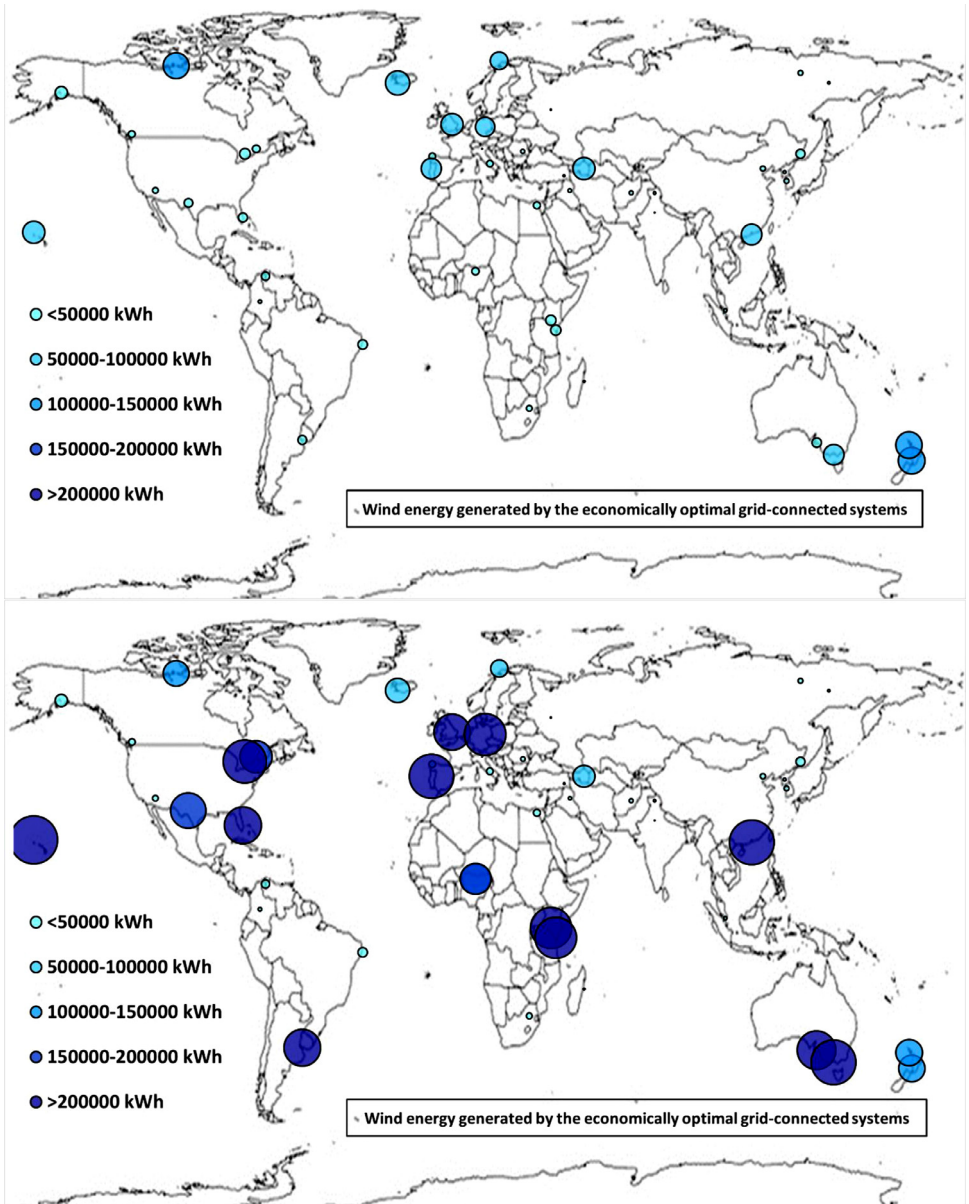 <50000 kWh
50000-100000 kWh
100000-150000 kWh
150000-200000 kWh
>200000 kWh
Wind energy generated by the economically optimal grid-connected systems
<50000 kWh
50000-100000 kWh
100000-150000 kWh
150000-200000 kWh
>200000 kWh
Wind energy generated by the economically optimal grid-connected systems